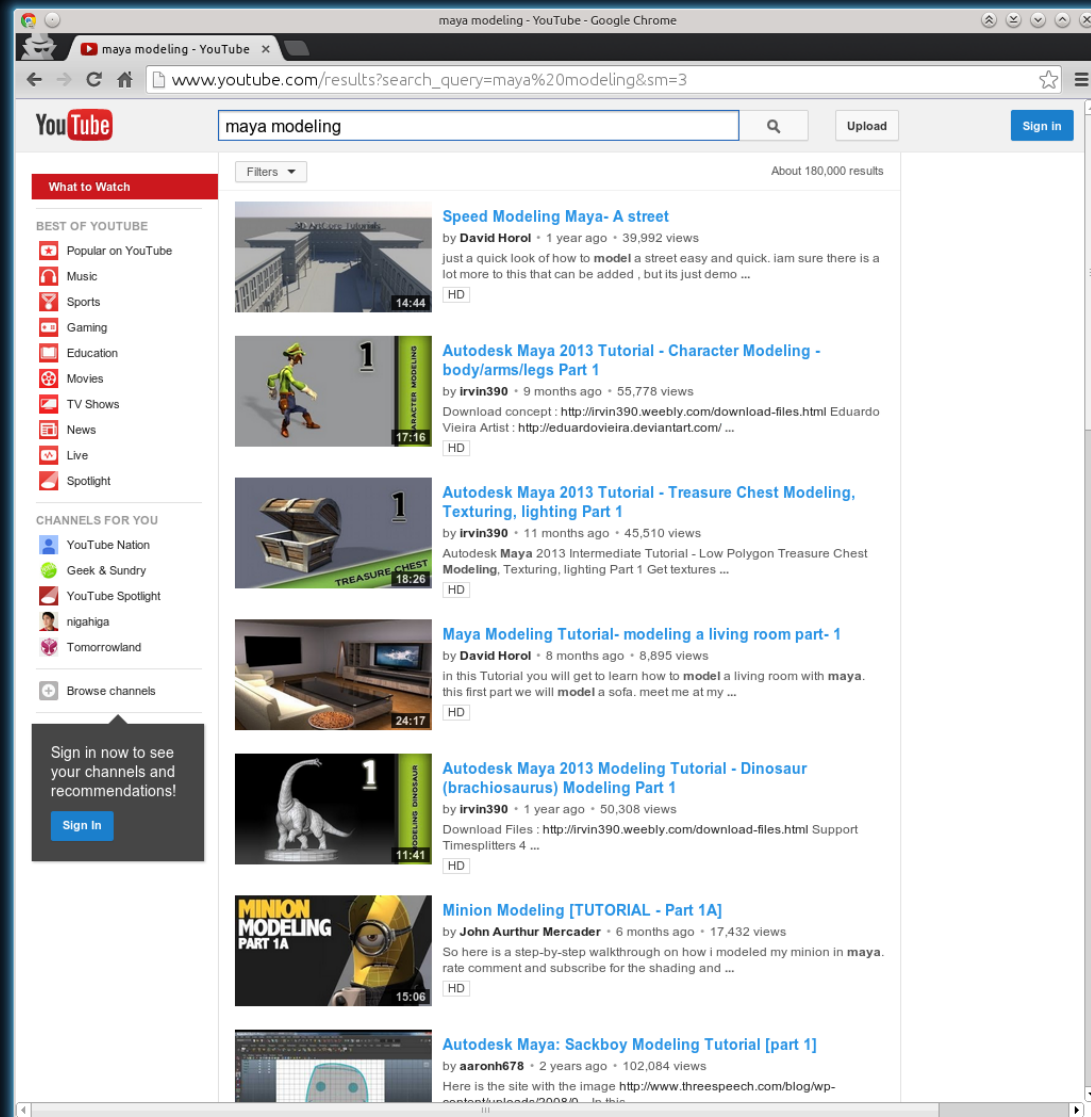 maya modeling - YouTube - Google Chrome
maya modeling - YouTube
www.youtube.com/results?search_query=maya%20modeling&sm=3
YouTube
maya modeling
Upload
Sign in
What to Watch
BEST OF YOUTUBE
Popular on YouTube
Music
Sports
Gaming
Education
Movies
TV Shows
News
Live
Spotlight
CHANNELS FOR YOU
YouTube Nation
Geek & Sundry
YouTube Spotlight
nigahiga
Tomorrowland
Browse channels
Sign in now to see
your channels and
recommendations!
Sign In
Filters
About 180,000 results
3D ArtCore Tutorials
14:44
Speed Modeling Maya- A street
by David Horol • 1 year ago • 39,992 views
just a quick look of how to model a street easy and quick. iam sure there is a
lot more to this that can be added , but its just demo ...
HD
1
CHARACTER MODELING
17:16
Autodesk Maya 2013 Tutorial - Character Modeling -
body/arms/legs Part 1
by irvin390 • 9 months ago • 55,778 views
Download concept : http://irvin390.weebly.com/download-files.html Eduardo
Vieira Artist : http://eduardovieira.deviantart.com/ ...
HD
1
TREASURE CHEST
18:26
Autodesk Maya 2013 Tutorial - Treasure Chest Modeling,
Texturing, lighting Part 1
by irvin390 • 11 months ago • 45,510 views
Autodesk Maya 2013 Intermediate Tutorial - Low Polygon Treasure Chest
Modeling, Texturing, lighting Part 1 Get textures ...
HD
24:17
Maya Modeling Tutorial- modeling a living room part- 1
by David Horol • 8 months ago • 8,895 views
in this Tutorial you will get to learn how to model a living room with maya.
this first part we will model a sofa. meet me at my ...
HD
1
MODELING DINOSAUR
11:41
Autodesk Maya 2013 Modeling Tutorial - Dinosaur
(brachiosaurus) Modeling Part 1
by irvin390 • 1 year ago • 50,308 views
Download Files : http://irvin390.weebly.com/download-files.html Support
Timesplitters 4 ...
HD
MINION
MODELING
PART 1A
15:06
Minion Modeling [TUTORIAL - Part 1A]
by John Aurthur Mercader • 6 months ago • 17,432 views
So here is a step-by-step walkthrough on how i modeled my minion in maya.
rate comment and subscribe for the shading and ...
HD
Autodesk Maya: Sackboy Modeling Tutorial [part 1]
by aaronh678 • 2 years ago • 102,084 views
Here is the site with the image http://www.threespeech.com/blog/wp-
content/uploads/2008/0... In this